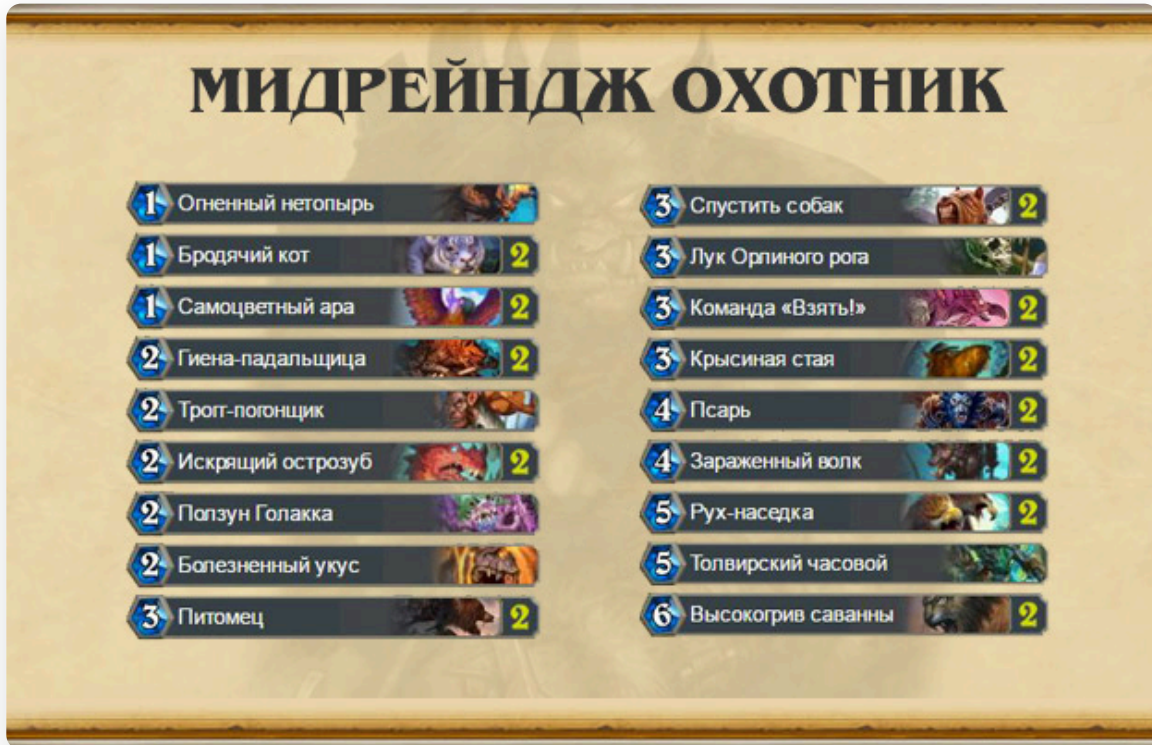 МИДРЕЙНДЖ ОХОТНИК
1 Огненный нетопырь
1 Бродячий кот 2
1 Самоцветный ара 2
2 Гиена-падальщица 2
2 Трогг-погонщик
2 Искрящий острозуб 2
2 Ползун Голакка
2 Болезненный укус
3 Питомец 2
3 Спустить собак 2
3 Лук Орлиного рога
3 Команда «Взять!» 2
3 Крысиная стая 2
4 Псарь 2
4 Зараженный волк 2
5 Рух-наседка 2
5 Толвирский часовой
6 Высокогрив саванны 2